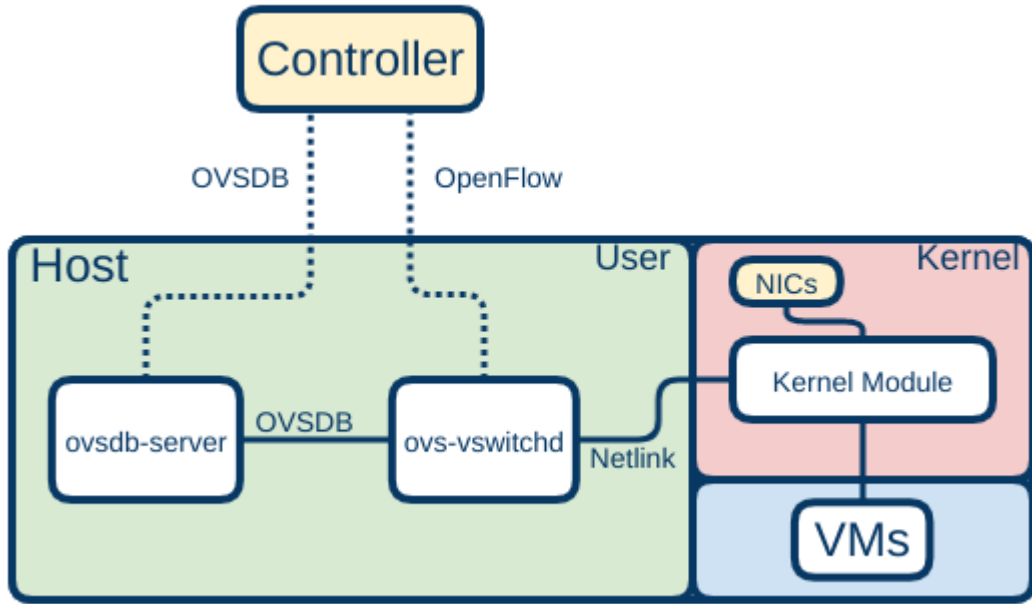 Controller
OVSDB
OpenFlow
Host
User
Kernel
NICs
Kernel Module
ovsdb-server
OVSDB
ovs-vswitchd
Netlink
VMs